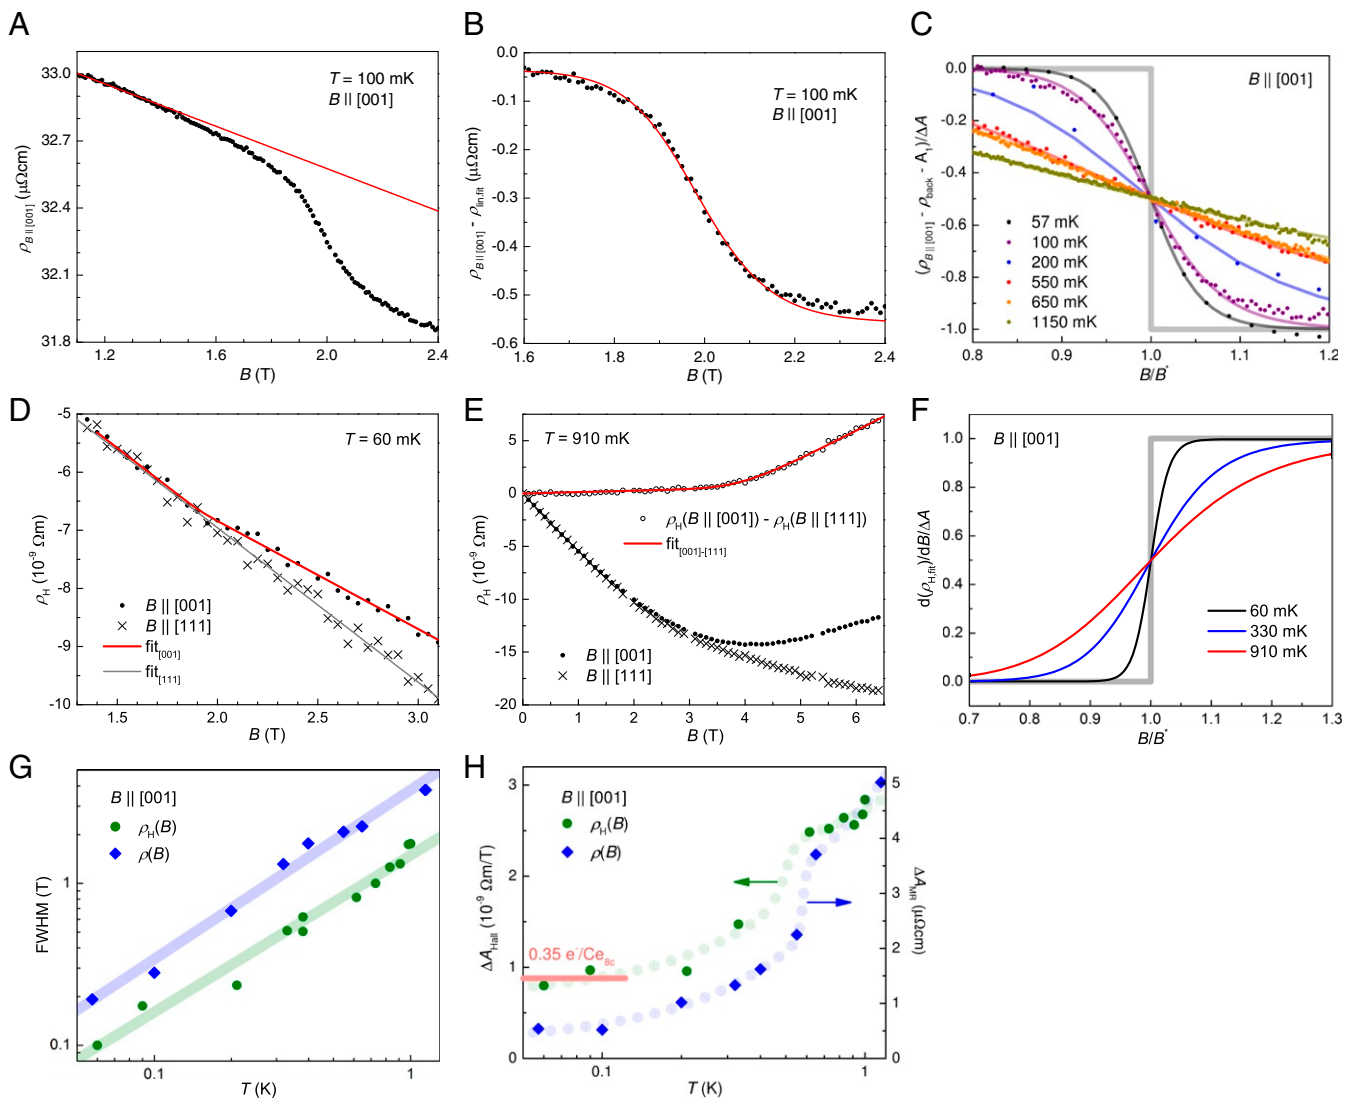 A
33.0
32.7
32.4
32.1
31.8
ρB || [001] (μΩcm)
T = 100 mK
B || [001]
1.2
1.6
2.0
2.4
B (T)
B
0.0
-0.1
-0.2
-0.3
-0.4
-0.5
-0.6
ρB || [001] - ρlin.fit (μΩcm)
T = 100 mK
B || [001]
1.6
1.8
2.0
2.2
2.4
B (T)
C
0.0
-0.2
-0.4
-0.6
-0.8
-1.0
(ρB || [001] - ρback - A1)/ΔA
B || [001]
57 mK
100 mK
200 mK
550 mK
650 mK
1150 mK
0.8
0.9
1.0
1.1
1.2
B/B*
D
-5
-6
-7
-8
-9
-10
ρH (10-9 Ωm)
T = 60 mK
B || [001]
B || [111]
fit[001]
fit[111]
1.5
2.0
2.5
3.0
B (T)
E
5
0
-5
-10
-15
-20
ρH (10-9 Ωm)
T = 910 mK
ρH(B || [001]) - ρH(B || [111])
fit[001]-[111]
B || [001]
B || [111]
0
1
2
3
4
5
6
B (T)
F
1.0
0.8
0.6
0.4
0.2
0.0
d(ρH,fit)/dB/ΔA
B || [001]
60 mK
330 mK
910 mK
0.7
0.8
0.9
1.0
1.1
1.2
1.3
B/B*
G
1
0.1
FWHM (T)
B || [001]
ρH(B)
ρ(B)
0.1
1
T (K)
H
3
2
1
0
ΔAHall (10-9 Ωm/T)
B || [001]
ρH(B)
ρ(B)
0.35 e-/Ce8c
5
4
3
2
1
0
ΔAMR (μΩcm)
0.1
1
T (K)